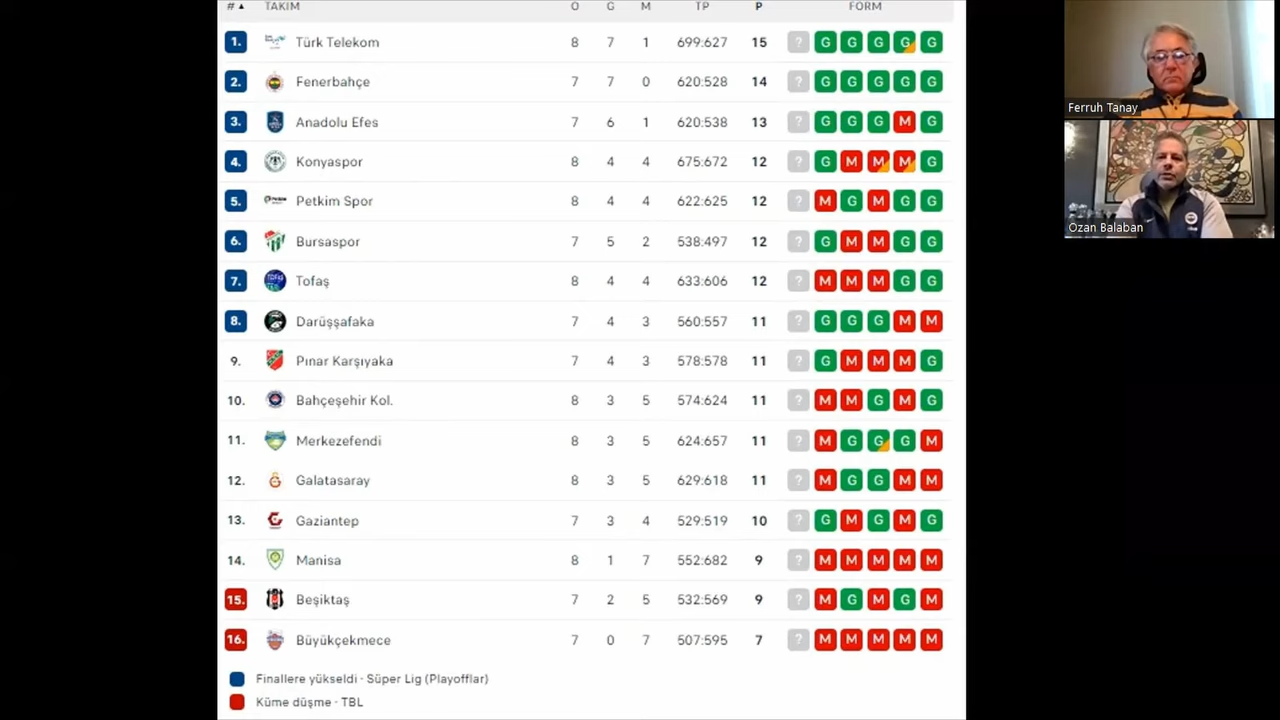 # ▲ TAKIM O G M TP P FORM
1. Türk Telekom 8 7 1 699:627 15 ? G G G G G
2. Fenerbahçe 7 7 0 620:528 14 ? G G G G G
3. Anadolu Efes 7 6 1 620:538 13 ? G G G M G
4. Konyaspor 8 4 4 675:672 12 ? G M M M G
5. Petkim Spor 8 4 4 622:625 12 ? M G M G G
6. Bursaspor 7 5 2 538:497 12 ? G M M G G
7. Tofaş 8 4 4 633:606 12 ? M M M G G
8. Darüşşafaka 7 4 3 560:557 11 ? G G G M M
9. Pınar Karşıyaka 7 4 3 578:578 11 ? G M M M G
10. Bahçeşehir Kol. 8 3 5 574:624 11 ? M M G M G
11. Merkezefendi 8 3 5 624:657 11 ? M G G G M
12. Galatasaray 8 3 5 629:618 11 ? M G G M M
13. Gaziantep 7 3 4 529:519 10 ? G M G M G
14. Manisa 8 1 7 552:682 9 ? M M M M M
15. Beşiktaş 7 2 5 532:569 9 ? M G M G M
16. Büyükçekmece 7 0 7 507:595 7 ? M M M M M
Finallere yükseldi - Süper Lig (Playofflar)
Küme düşme - TBL
Ferruh Tanay
Ozan Balaban